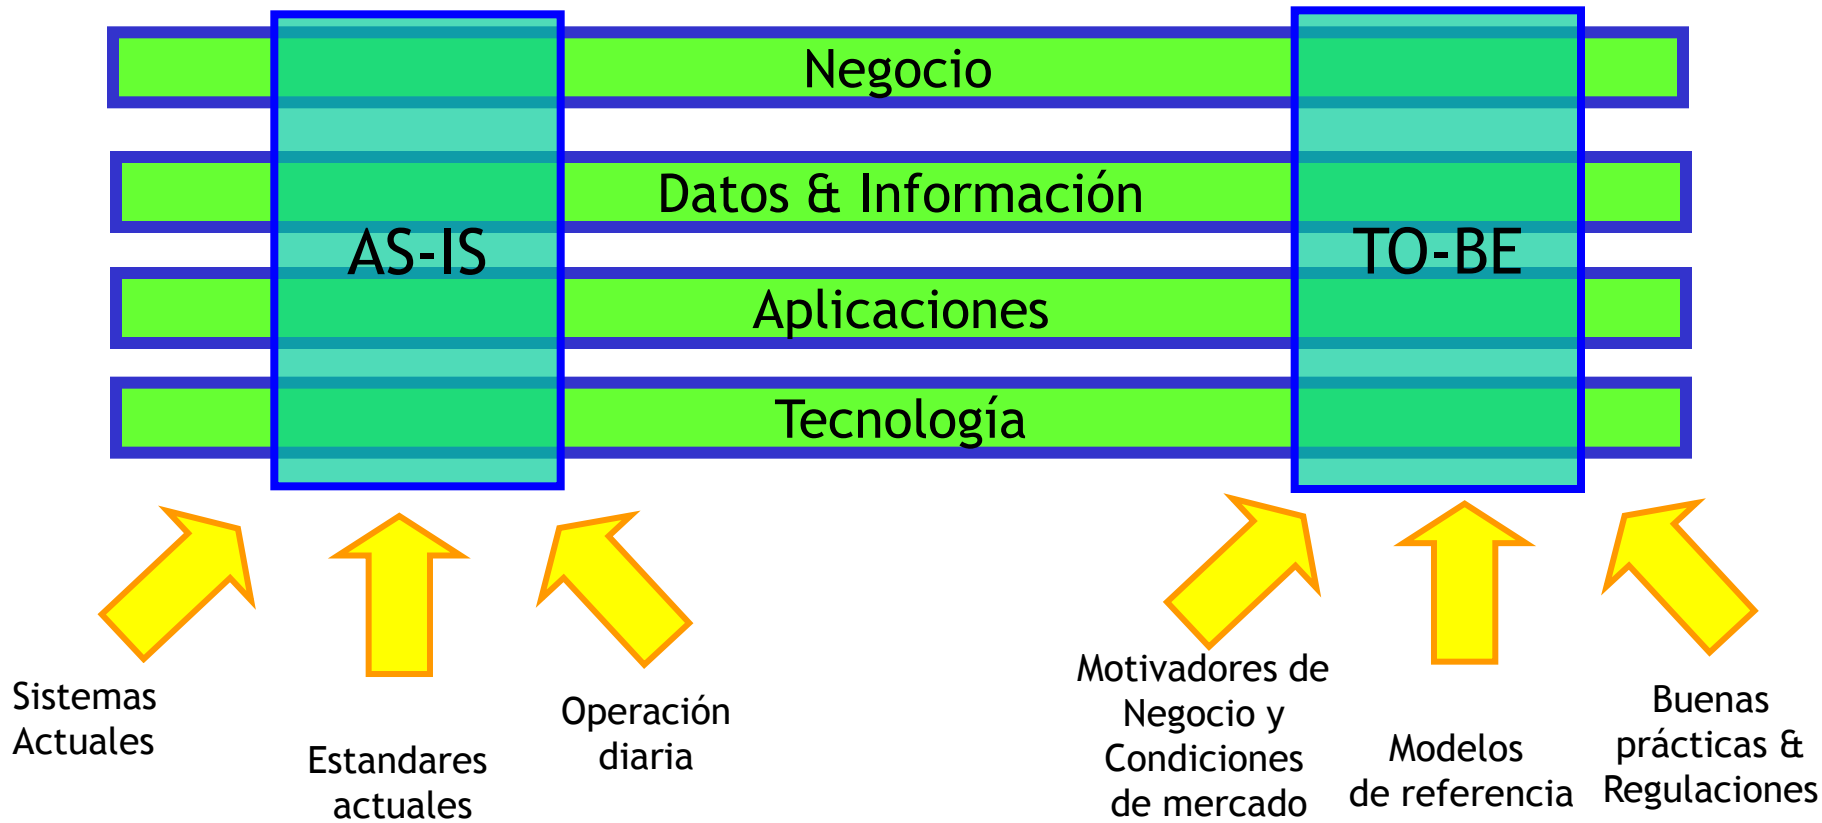 Negocio
Datos & Información
AS-IS
TO-BE
Aplicaciones
Tecnología
Sistemas
Actuales
Estandares
actuales
Operación
diaria
Motivadores de
Negocio y
Condiciones
de mercado
Modelos
de referencia
Buenas
prácticas &
Regulaciones